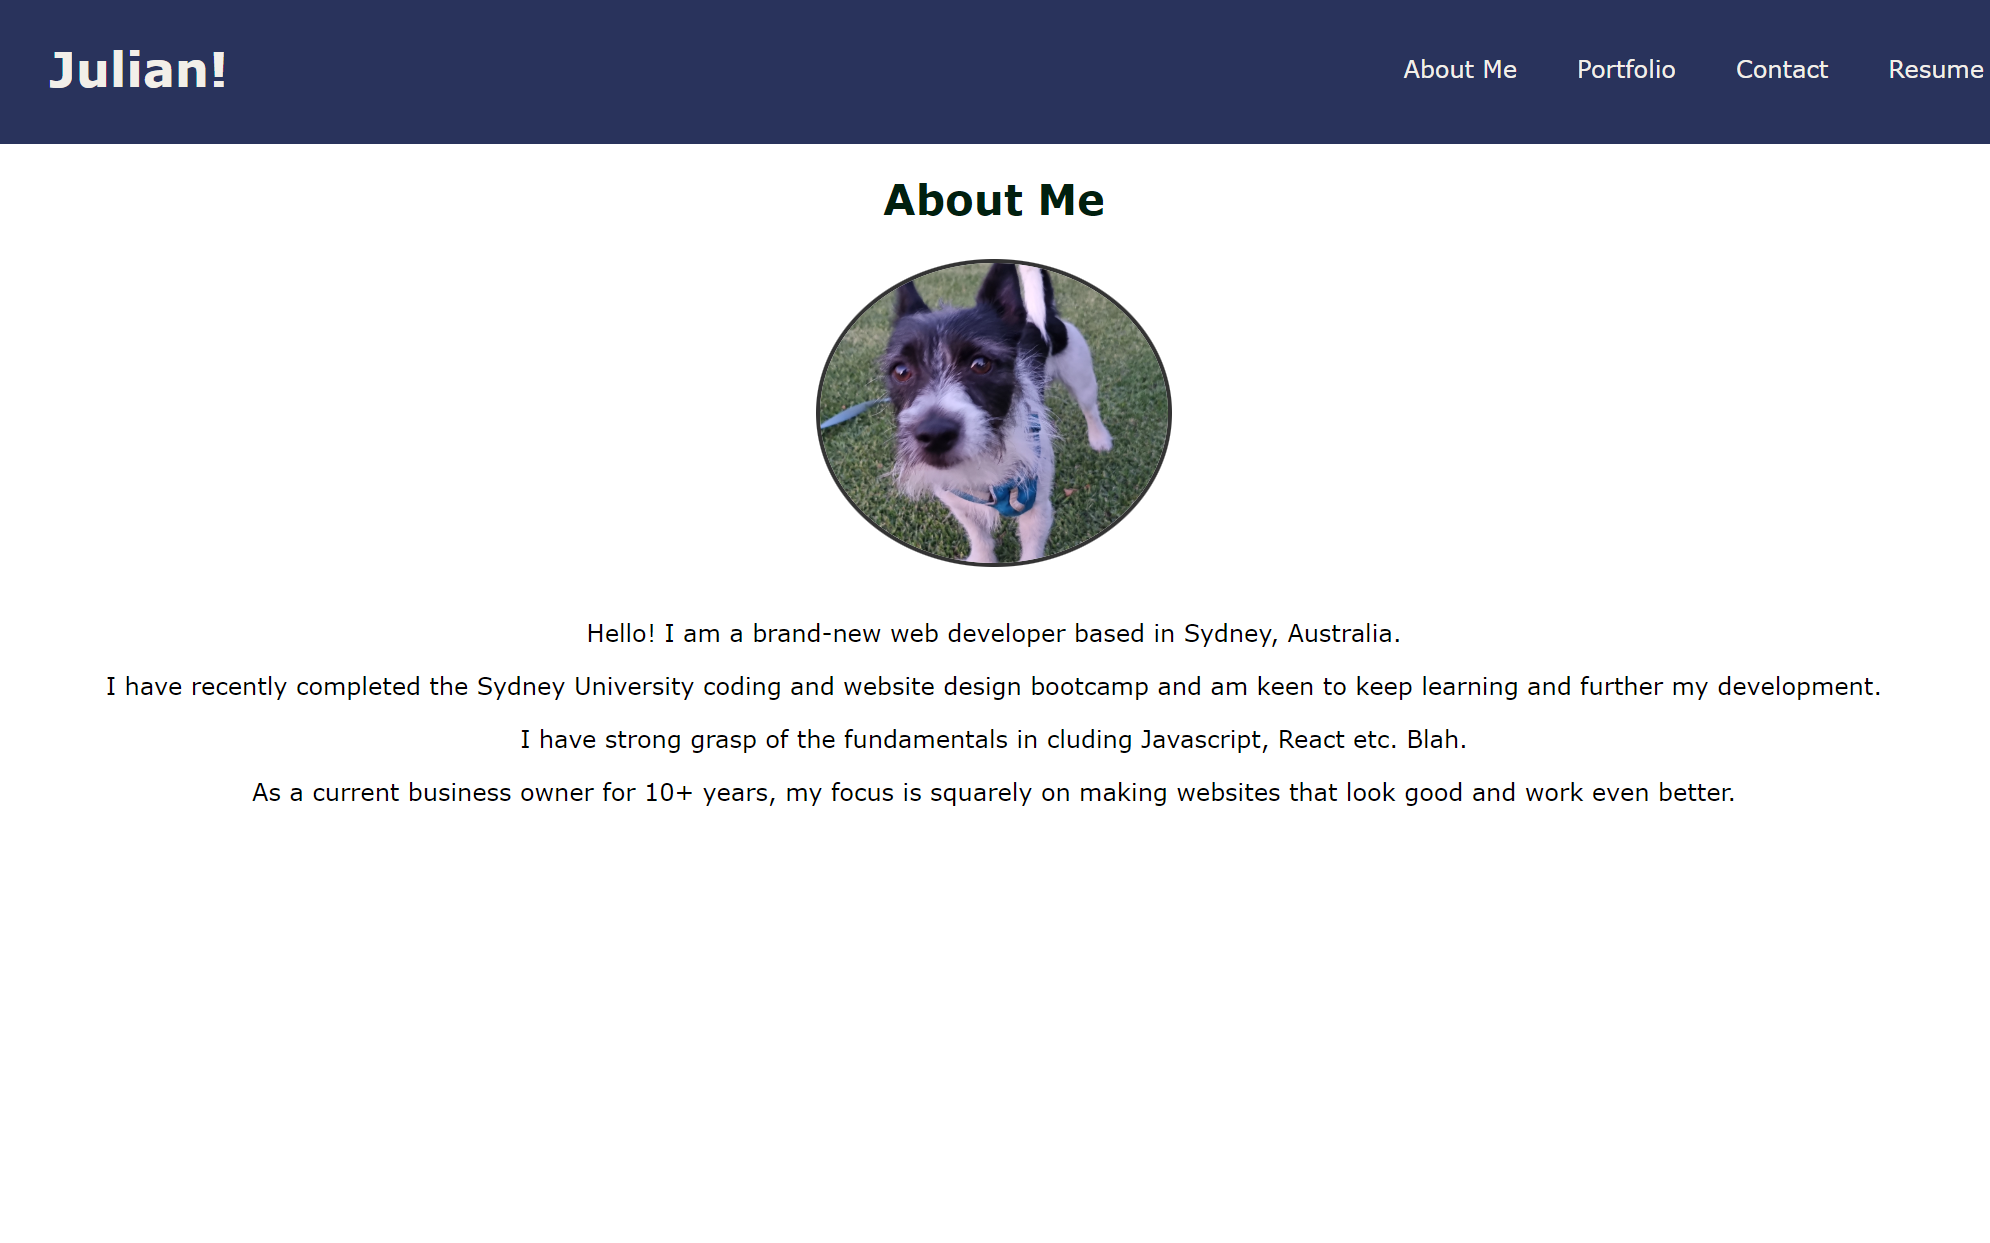 Julian!
About Me
Portfolio
Contact
Resume
About Me
Hello! I am a brand-new web developer based in Sydney, Australia.
I have recently completed the Sydney University coding and website design bootcamp and am keen to keep learning and further my development.
I have strong grasp of the fundamentals in cluding Javascript, React etc. Blah.
As a current business owner for 10+ years, my focus is squarely on making websites that look good and work even better.